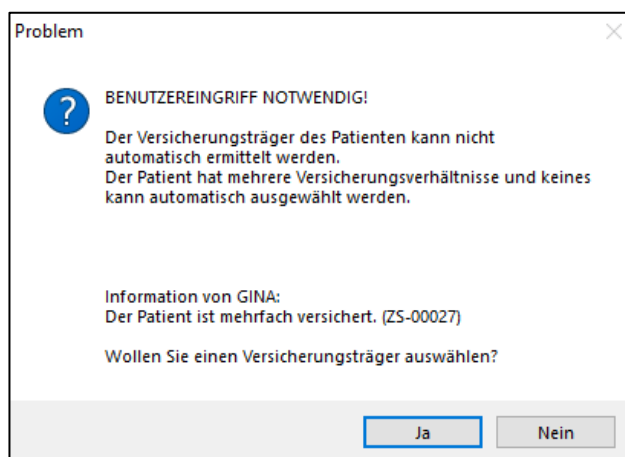 Problem
BENUTZEREINGRIFF NOTWENDIG!
Der Versicherungsträger des Patienten kann nicht
automatisch ermittelt werden.
Der Patient hat mehrere Versicherungsverhältnisse und keines
kann automatisch ausgewählt werden.
Information von GINA:
Der Patient ist mehrfach versichert. (ZS-00027)
Wollen Sie einen Versicherungsträger auswählen?
Ja Nein